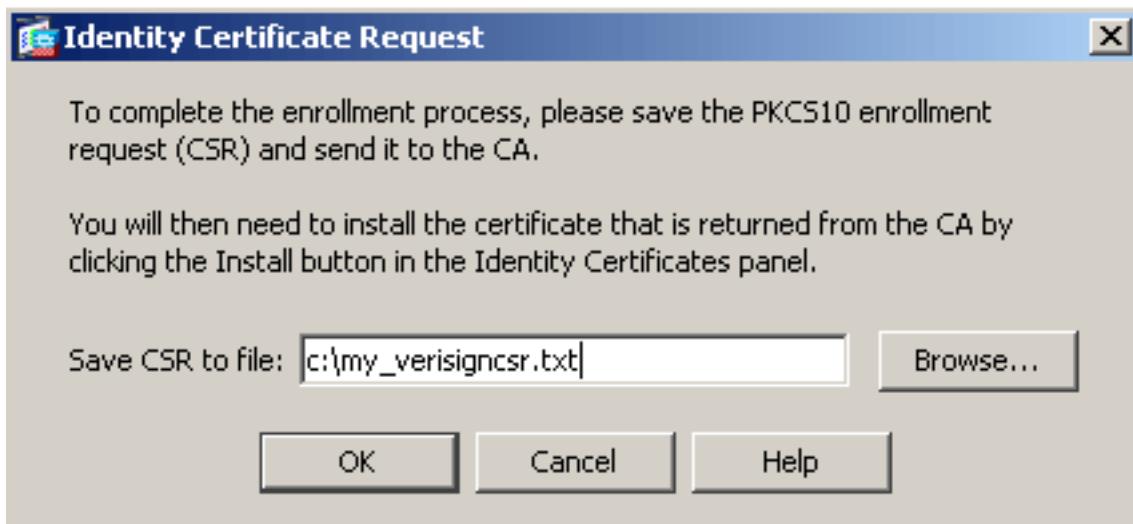 Identity Certificate Request
To complete the enrollment process, please save the PKCS10 enrollment
request (CSR) and send it to the CA.
You will then need to install the certificate that is returned from the CA by
clicking the Install button in the Identity Certificates panel.
Save CSR to file: c:\my_verisigncsr.txt Browse...
OK Cancel Help